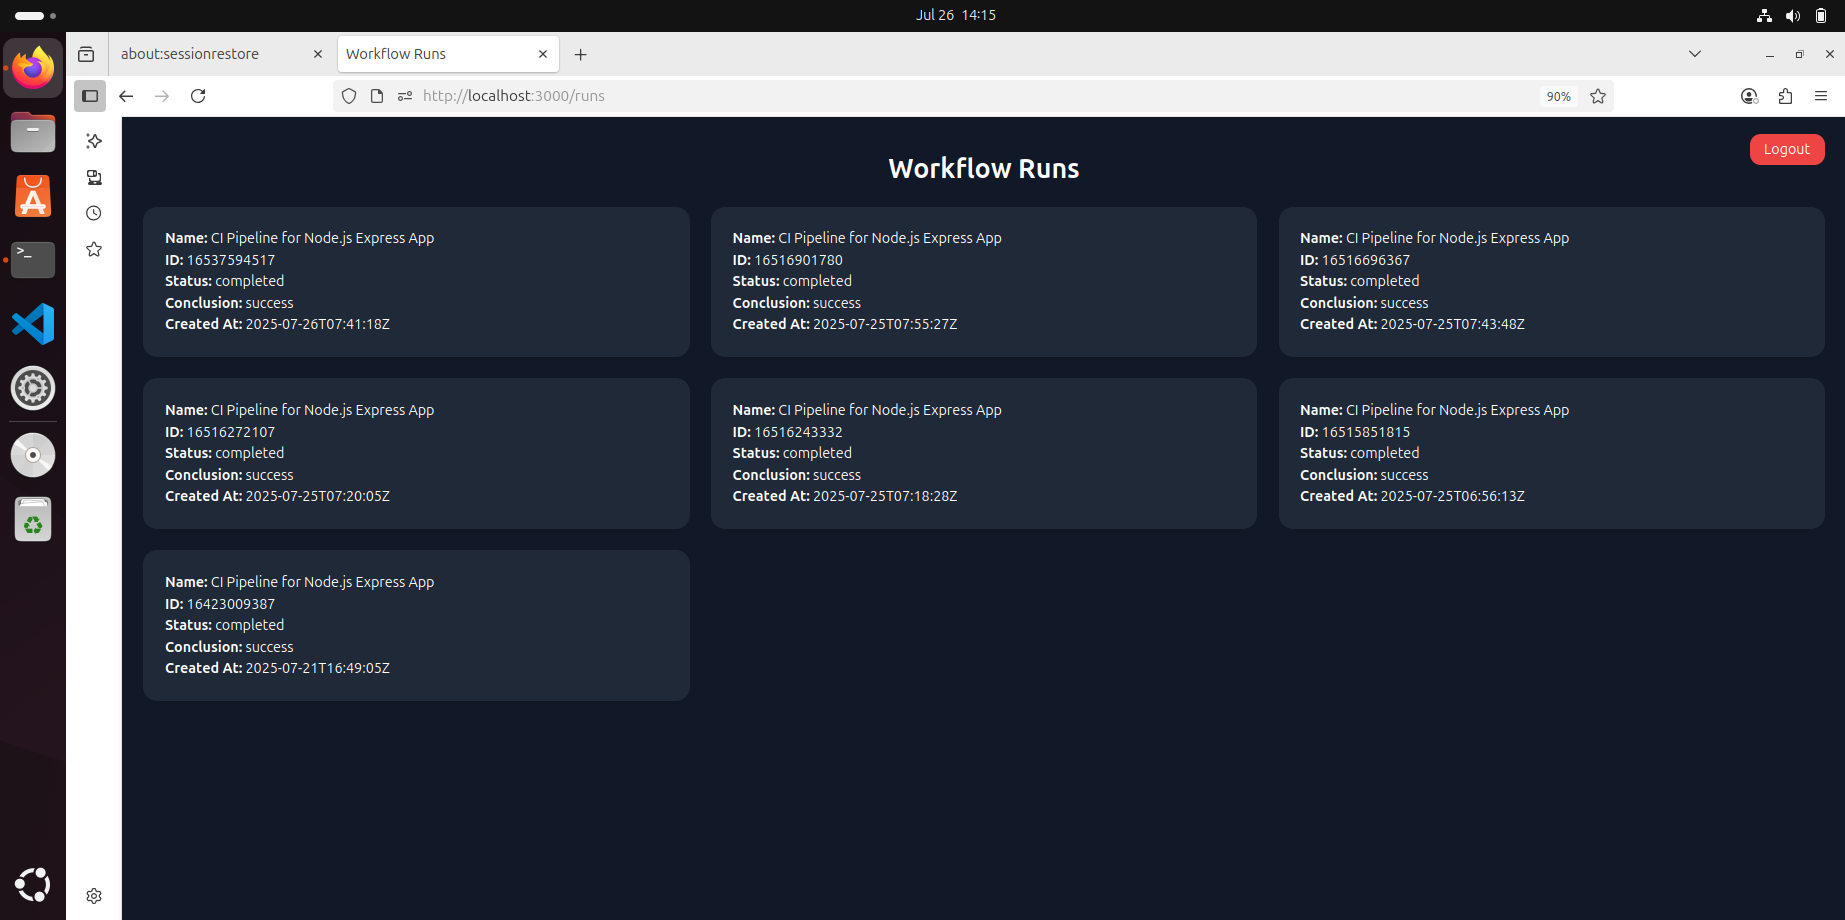 Jul 26 14:15
about:sessionrestore
Workflow Runs
http://localhost:3000/runs
90%
Logout
Workflow Runs
Name: CI Pipeline for Node.js Express App
ID: 16537594517
Status: completed
Conclusion: success
Created At: 2025-07-26T07:41:18Z
Name: CI Pipeline for Node.js Express App
ID: 16516901780
Status: completed
Conclusion: success
Created At: 2025-07-25T07:55:27Z
Name: CI Pipeline for Node.js Express App
ID: 16516696367
Status: completed
Conclusion: success
Created At: 2025-07-25T07:43:48Z
Name: CI Pipeline for Node.js Express App
ID: 16516272107
Status: completed
Conclusion: success
Created At: 2025-07-25T07:20:05Z
Name: CI Pipeline for Node.js Express App
ID: 16516243332
Status: completed
Conclusion: success
Created At: 2025-07-25T07:18:28Z
Name: CI Pipeline for Node.js Express App
ID: 16515851815
Status: completed
Conclusion: success
Created At: 2025-07-25T06:56:13Z
Name: CI Pipeline for Node.js Express App
ID: 16423009387
Status: completed
Conclusion: success
Created At: 2025-07-21T16:49:05Z